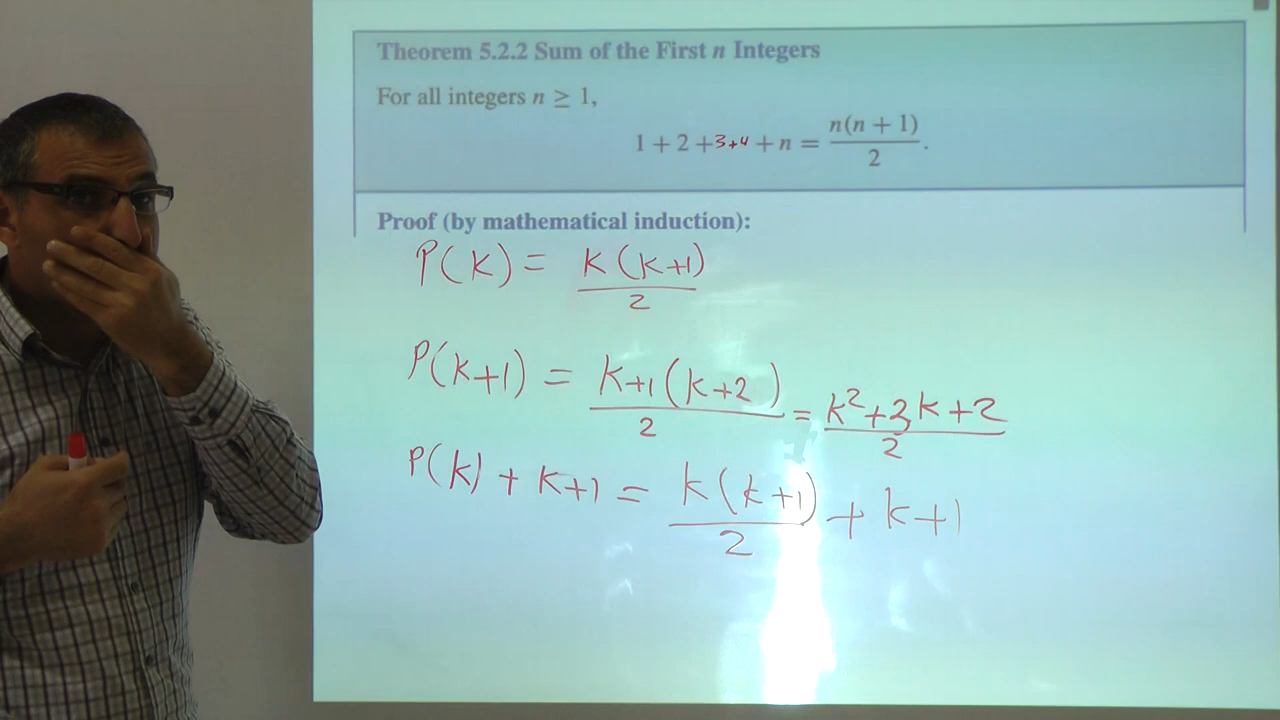 Theorem 5.2.2 Sum of the First n Integers
For all integers n ≥ 1,
1 + 2 + 3+4 + n = n(n + 1)/2.
Proof (by mathematical induction):
P(k) = k(k+1)/2
P(k+1) = k+1(k+2)/2 = k²+3k+2/2
P(k) + k+1 = k(k+1)/2 + k+1